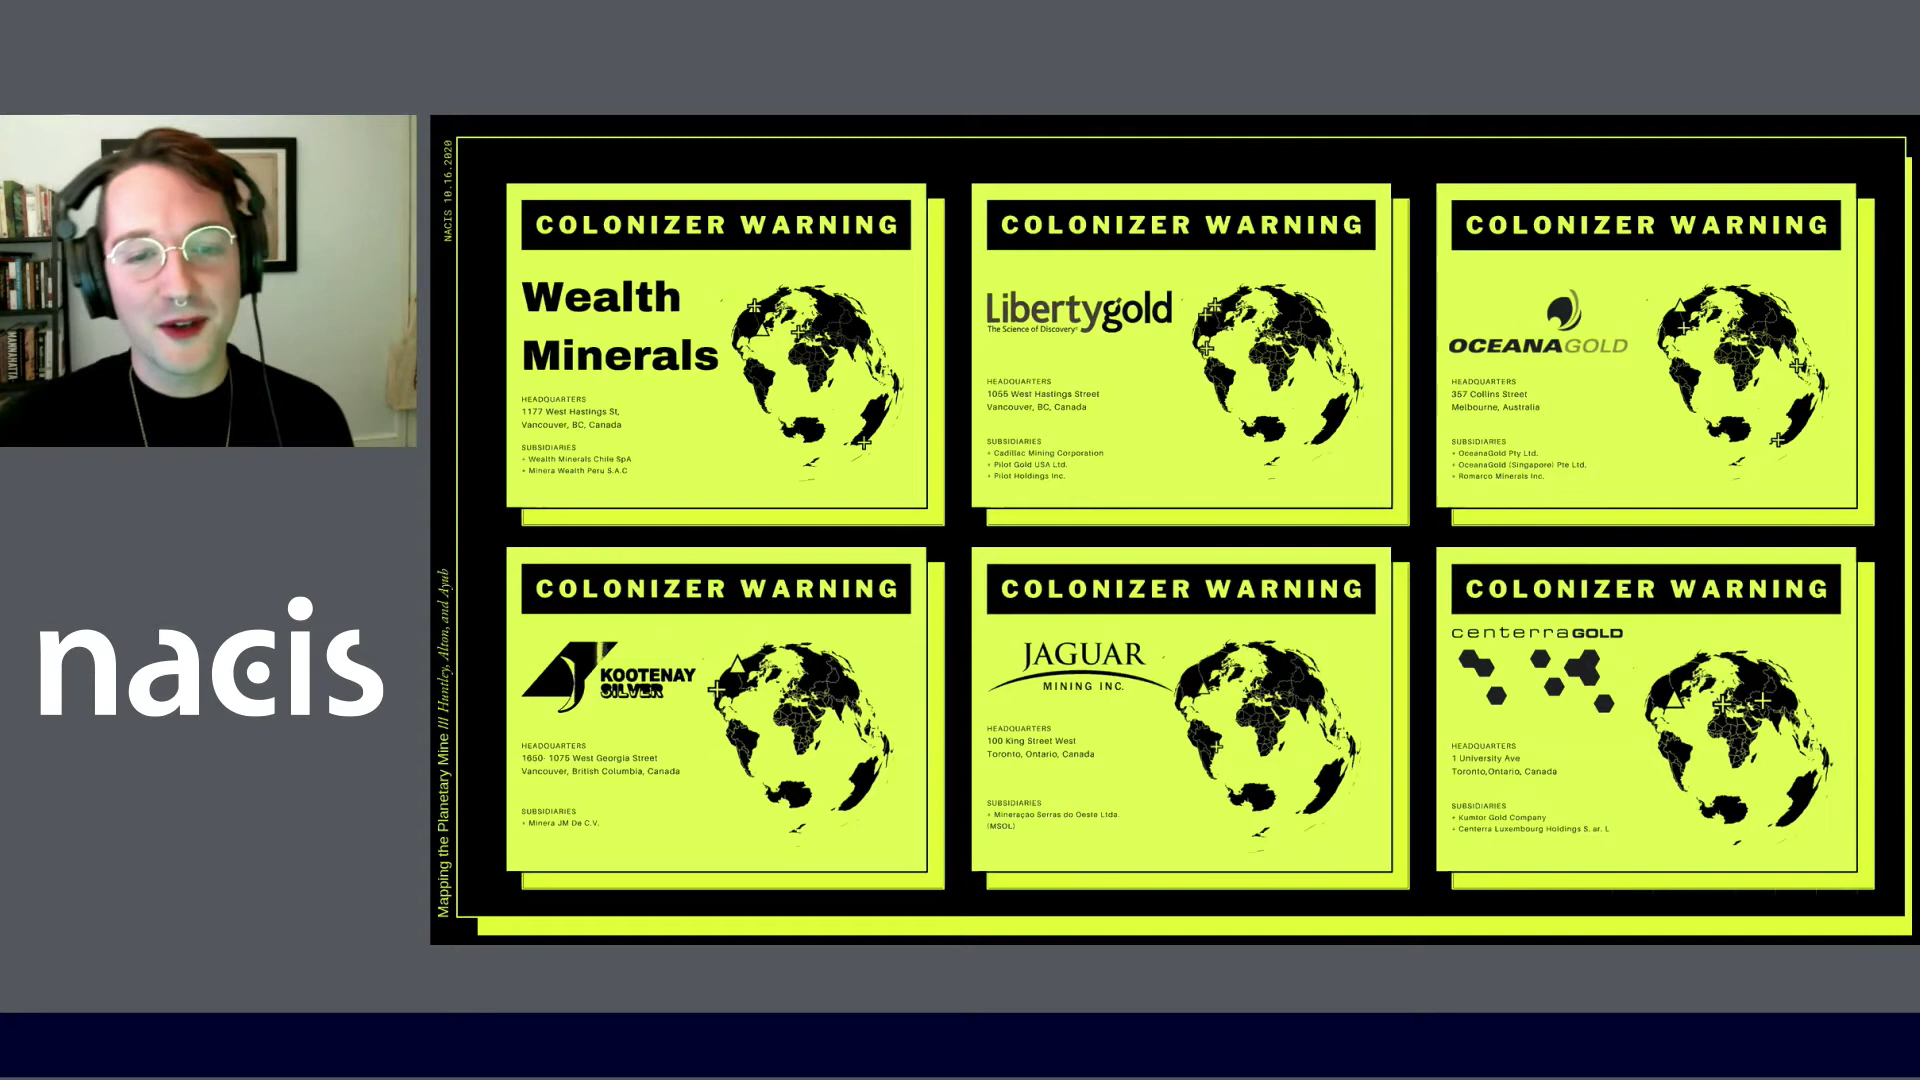 NACIS 10.16.2020
Mapping the Planetary Mine /// Huntley, Alton, and Ayub
MANNAHATTA
nacis
COLONIZER WARNING
Wealth
Minerals
HEADQUARTERS
1177 West Hastings St,
Vancouver, BC, Canada
SUBSIDIARIES
+ Wealth Minerals Chile SpA
+ Minera Wealth Peru S.A.C
COLONIZER WARNING
Libertygold
The Science of Discovery
HEADQUARTERS
1055 West Hastings Street
Vancouver, BC, Canada
SUBSIDIARIES
+ Cadillac Mining Corporation
+ Pilot Gold USA Ltd.
+ Pilot Holdings Inc.
COLONIZER WARNING
OCEANAGOLD
HEADQUARTERS
357 Collins Street
Melbourne, Australia
SUBSIDIARIES
+ OceanaGold Pty Ltd.
+ OceanaGold (Singapore) Pte Ltd.
+ Romarco Minerals Inc.
COLONIZER WARNING
KOOTENAY
SILVER
HEADQUARTERS
1650- 1075 West Georgia Street
Vancouver, British Columbia, Canada
SUBSIDIARIES
+ Minera JM De C.V.
COLONIZER WARNING
JAGUAR
MINING INC.
HEADQUARTERS
100 King Street West
Toronto, Ontario, Canada
SUBSIDIARIES
+ Mineraçao Serras do Oeste Ltda.
(MSOL)
COLONIZER WARNING
centerraGOLD
HEADQUARTERS
1 University Ave
Toronto,Ontario, Canada
SUBSIDIARIES
+ Kumtor Gold Company
+ Centerra Luxembourg Holdings S. ar. L